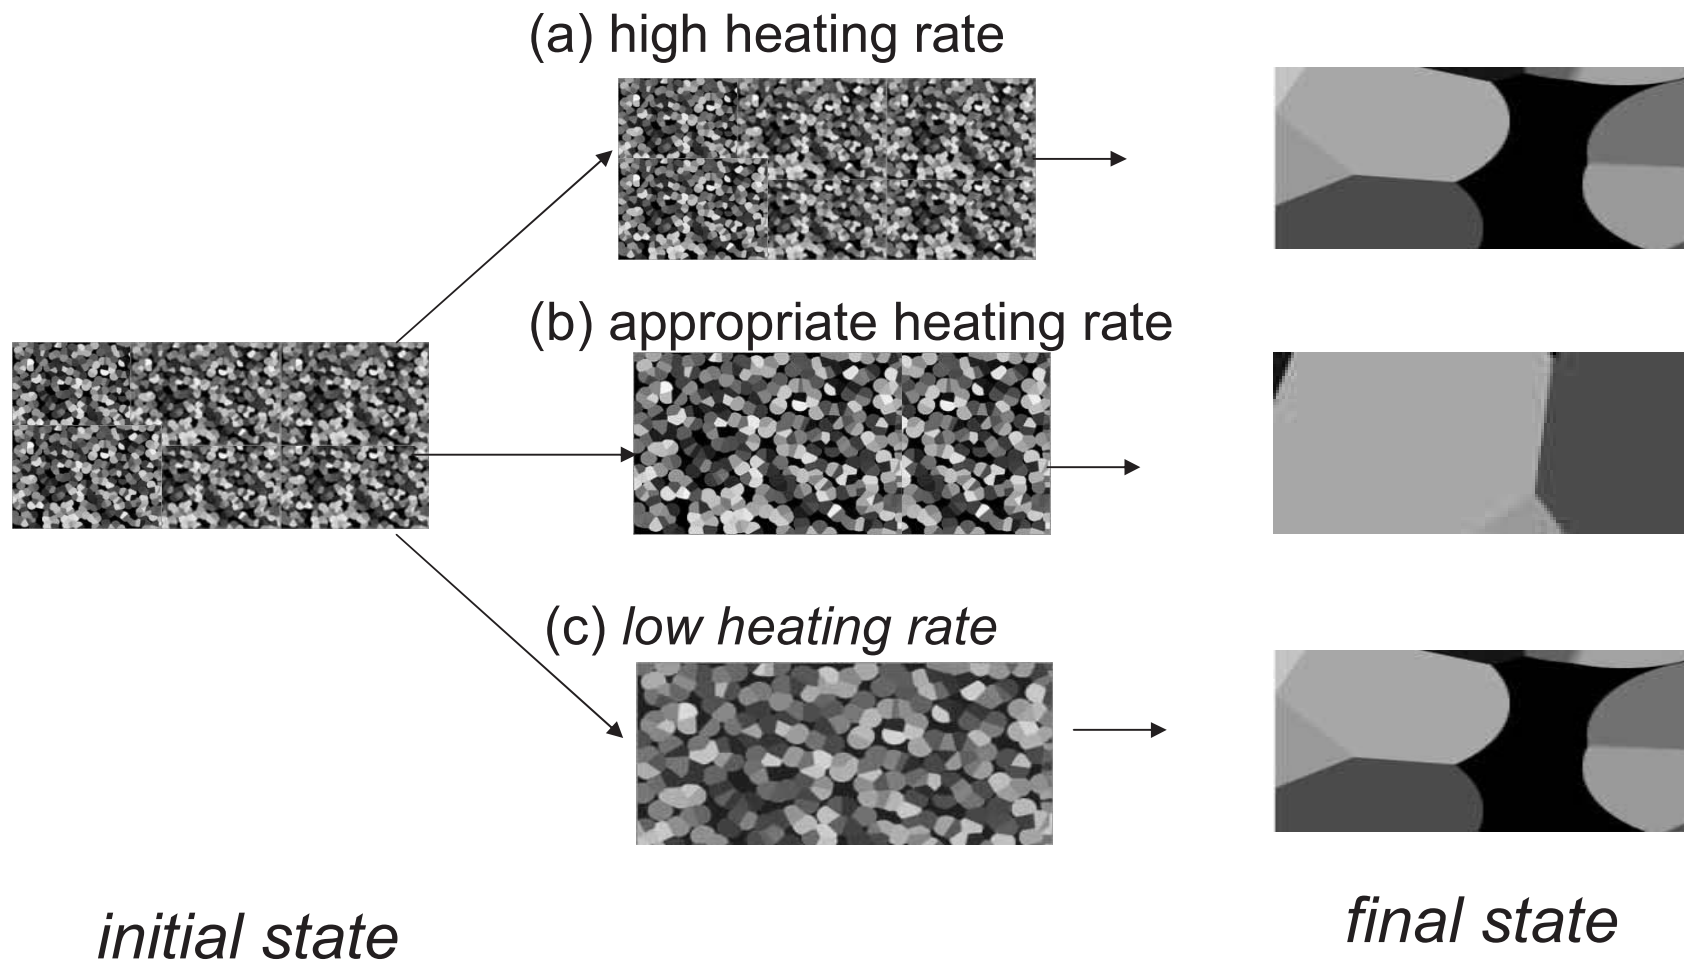 (a) high heating rate
(b) appropriate heating rate
(c) low heating rate
initial state
final state